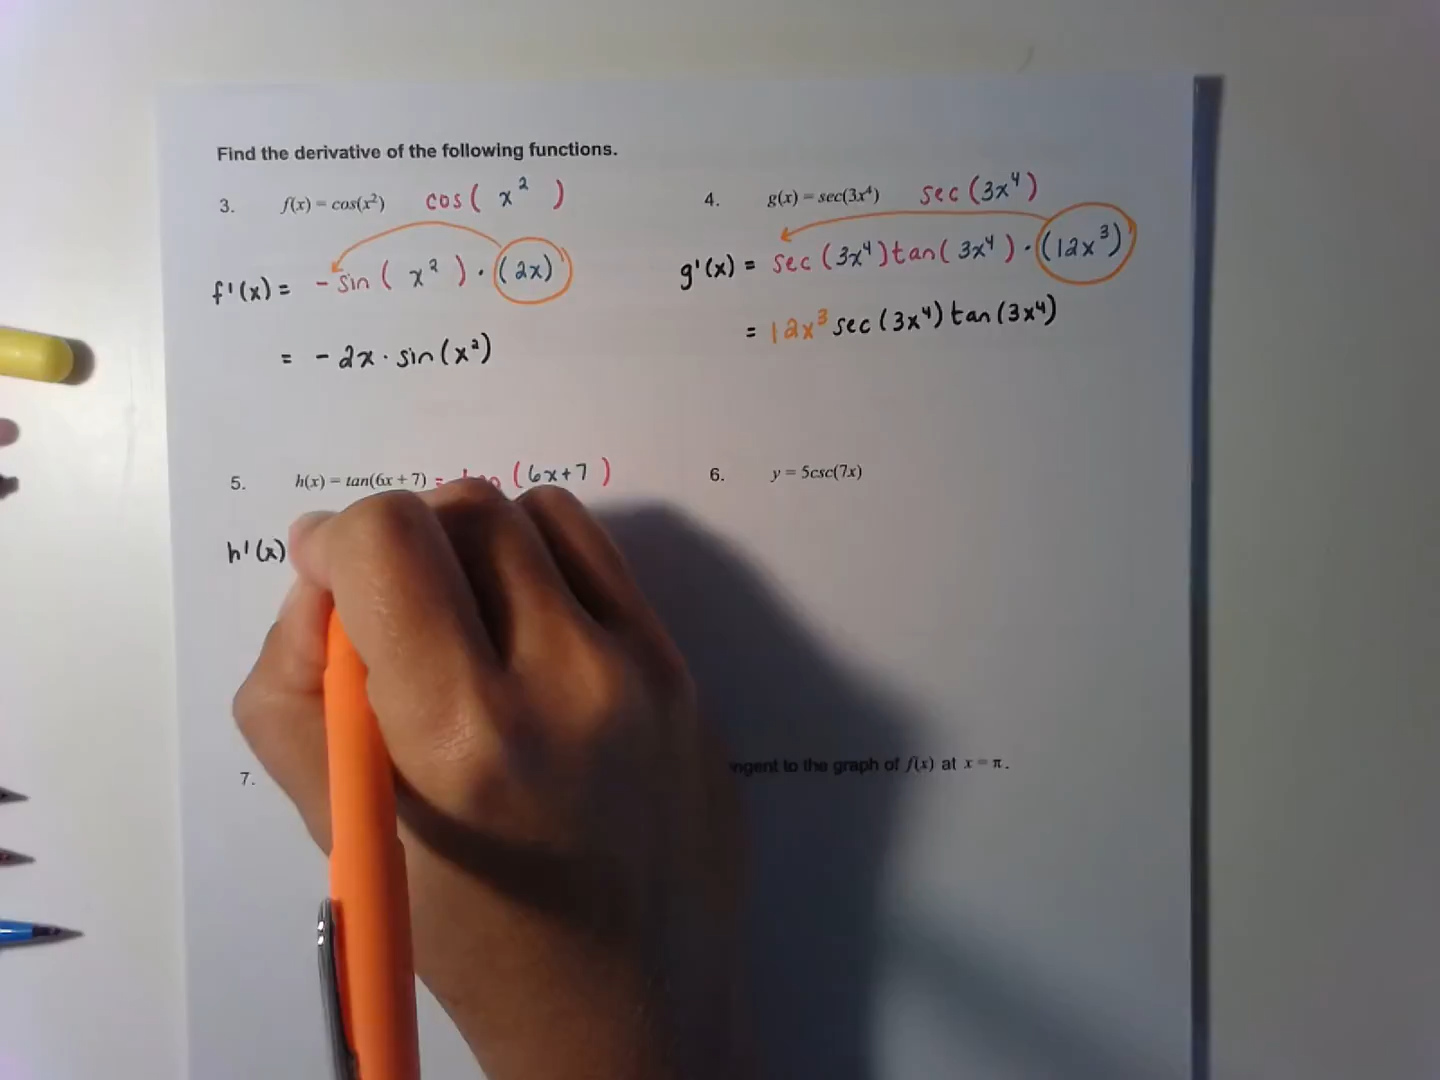 Find the derivative of the following functions.
3. f(x) = cos(x²) cos( x² )
f'(x) = -sin( x² ) · (2x)
= -2x · sin(x²)
4. g(x) = sec(3x⁴) sec(3x⁴)
g'(x) = sec(3x⁴)tan(3x⁴) · (12x³)
= 12x³ sec(3x⁴)tan(3x⁴)
5. h(x) = tan(6x + 7) = (6x+7)
h'(x)
6. y = 5csc(7x)
7. to the graph of f(x) at x = π.